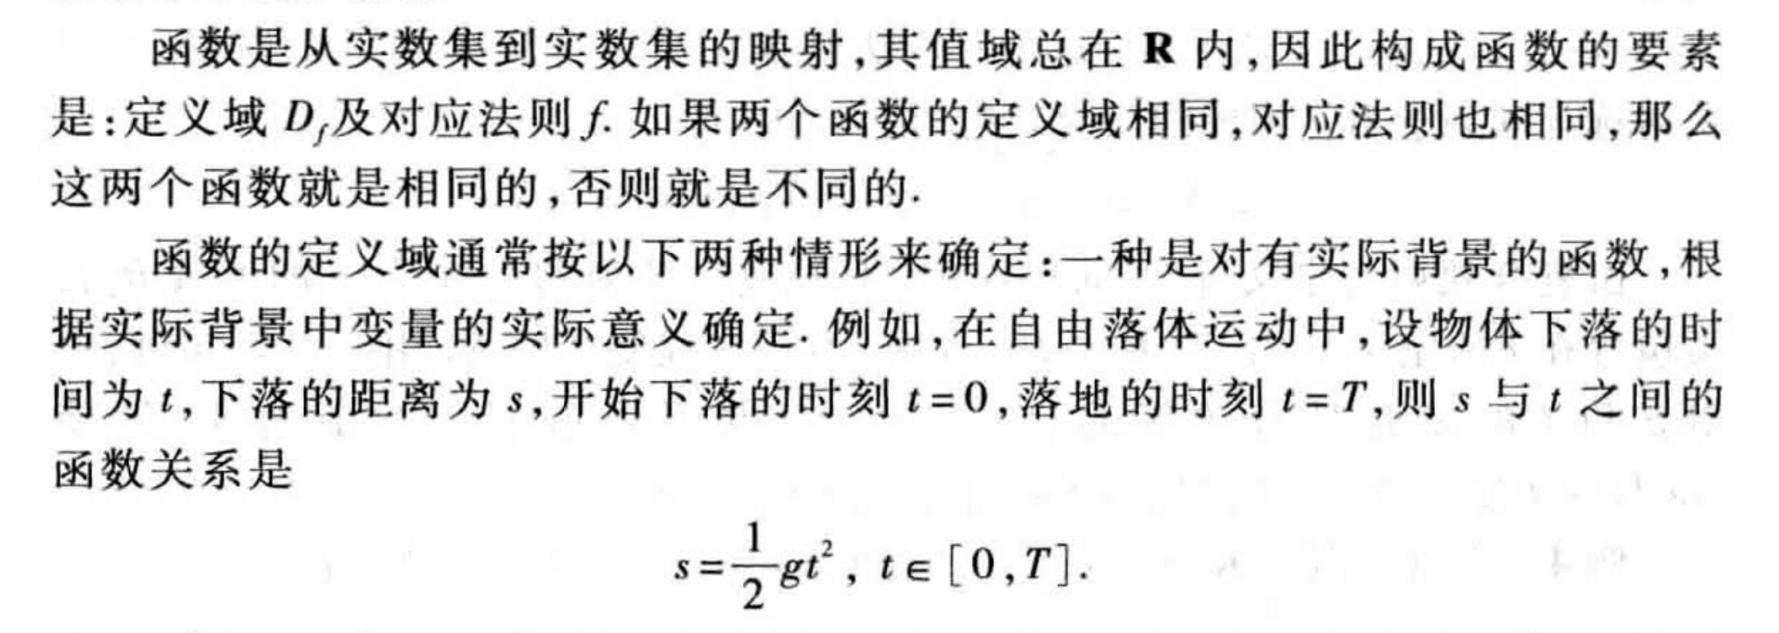 函数是从实数集到实数集的映射,其值域总在 R 内,因此构成函数的要素
是:定义域 D_f及对应法则 f. 如果两个函数的定义域相同,对应法则也相同,那么
这两个函数就是相同的,否则就是不同的.
函数的定义域通常按以下两种情形来确定:一种是对有实际背景的函数,根
据实际背景中变量的实际意义确定. 例如,在自由落体运动中,设物体下落的时
间为 t,下落的距离为 s,开始下落的时刻 t=0,落地的时刻 t=T,则 s 与 t 之间的
函数关系是
s=\frac{1}{2}gt², t∈[0,T].